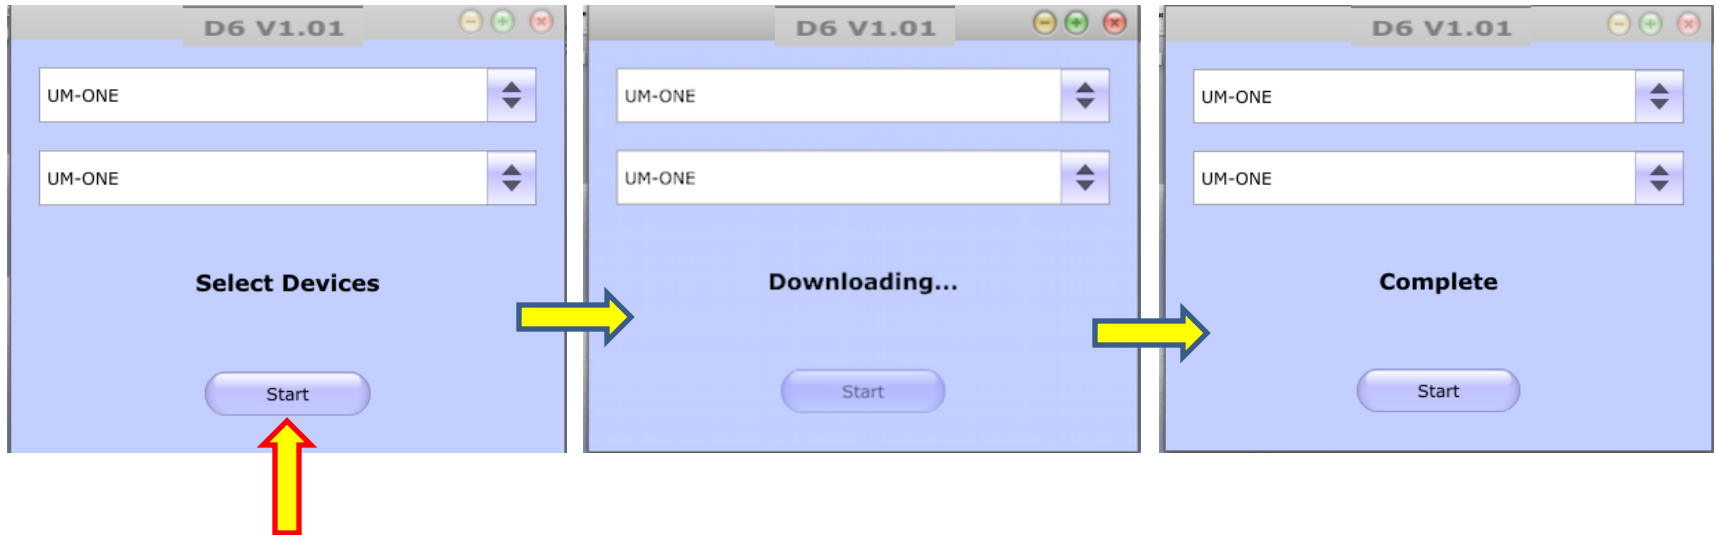 D6 V1.01
UM-ONE
UM-ONE
Select Devices
Start
D6 V1.01
UM-ONE
UM-ONE
Downloading...
Start
D6 V1.01
UM-ONE
UM-ONE
Complete
Start